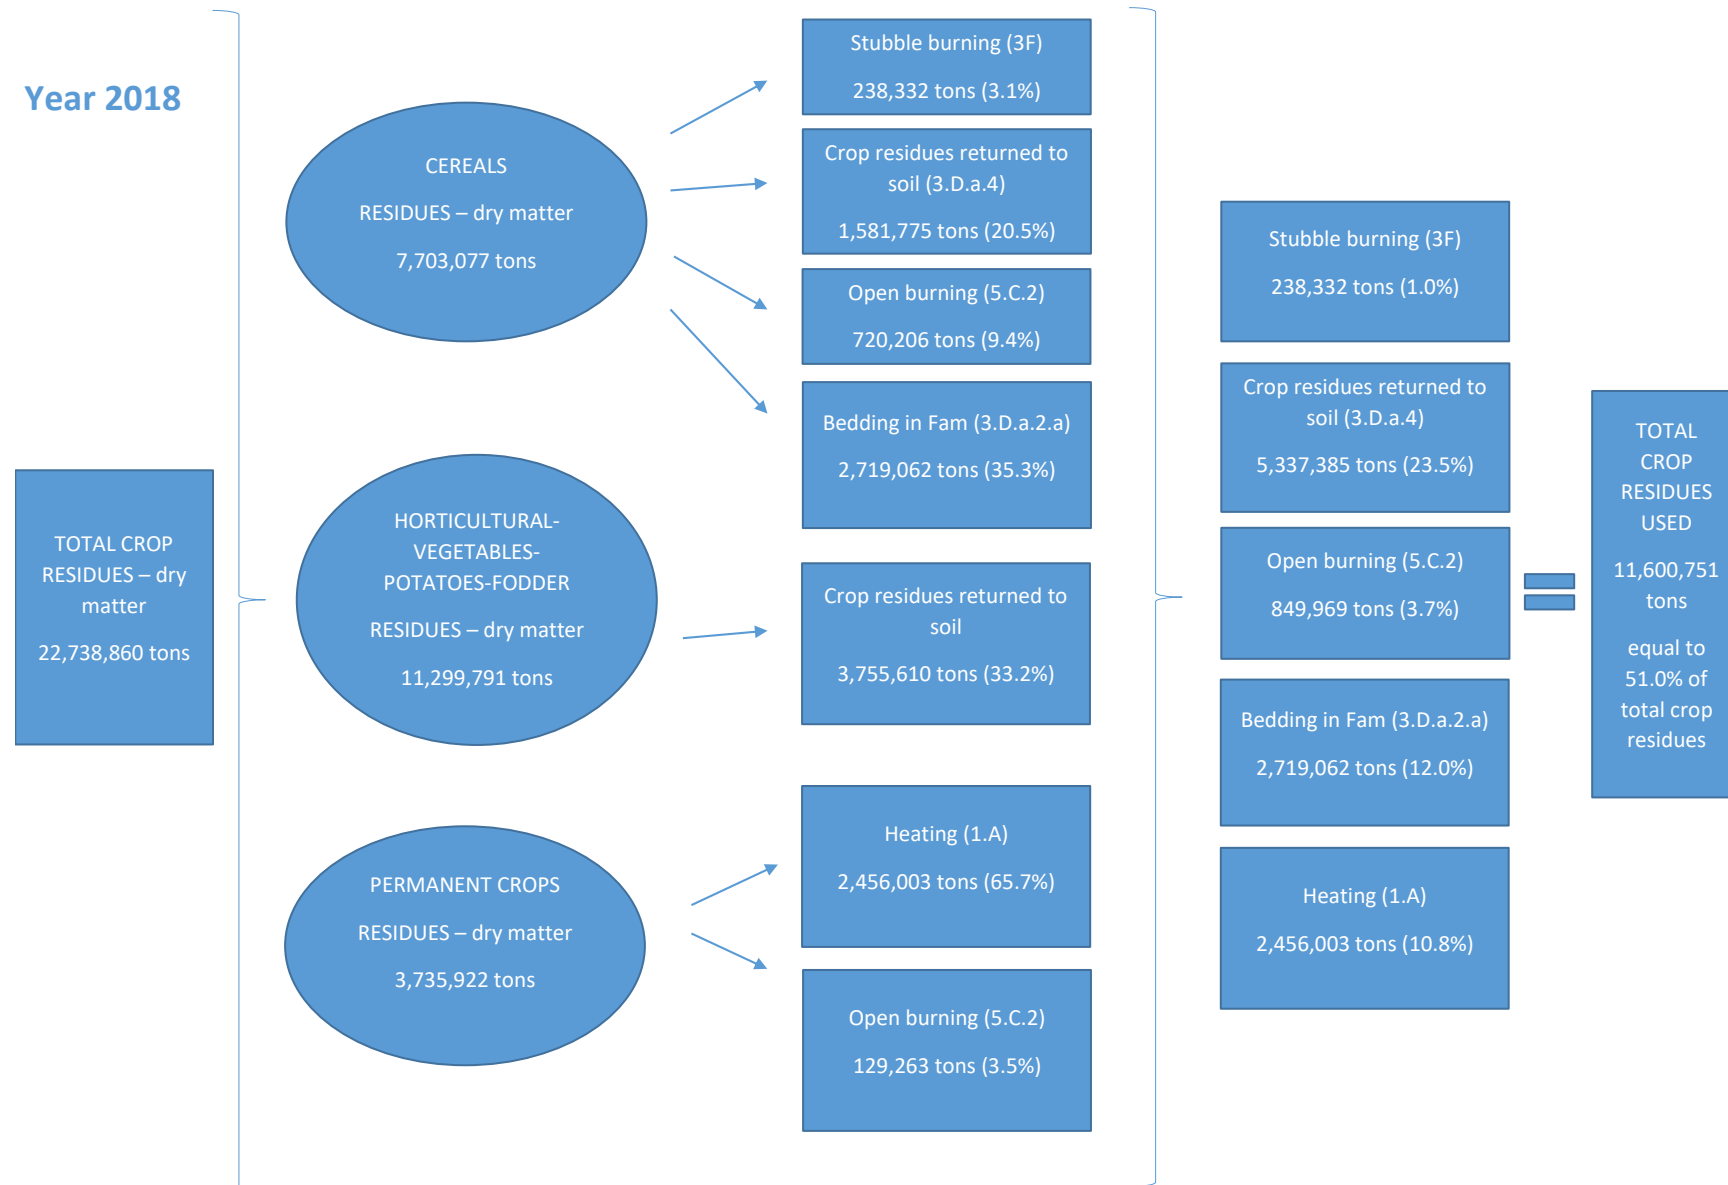 Year 2018
TOTAL CROP
RESIDUES – dry
matter
22,738,860 tons
CEREALS
RESIDUES – dry matter
7,703,077 tons
HORTICULTURAL-
VEGETABLES-
POTATOES-FODDER
RESIDUES – dry matter
11,299,791 tons
PERMANENT CROPS
RESIDUES – dry matter
3,735,922 tons
Stubble burning (3F)
238,332 tons (3.1%)
Crop residues returned to
soil (3.D.a.4)
1,581,775 tons (20.5%)
Open burning (5.C.2)
720,206 tons (9.4%)
Bedding in Fam (3.D.a.2.a)
2,719,062 tons (35.3%)
Crop residues returned to
soil
3,755,610 tons (33.2%)
Heating (1.A)
2,456,003 tons (65.7%)
Open burning (5.C.2)
129,263 tons (3.5%)
Stubble burning (3F)
238,332 tons (1.0%)
Crop residues returned to
soil (3.D.a.4)
5,337,385 tons (23.5%)
Open burning (5.C.2)
849,969 tons (3.7%)
Bedding in Fam (3.D.a.2.a)
2,719,062 tons (12.0%)
Heating (1.A)
2,456,003 tons (10.8%)
TOTAL
CROP
RESIDUES
USED
11,600,751
tons
equal to
51.0% of
total crop
residues